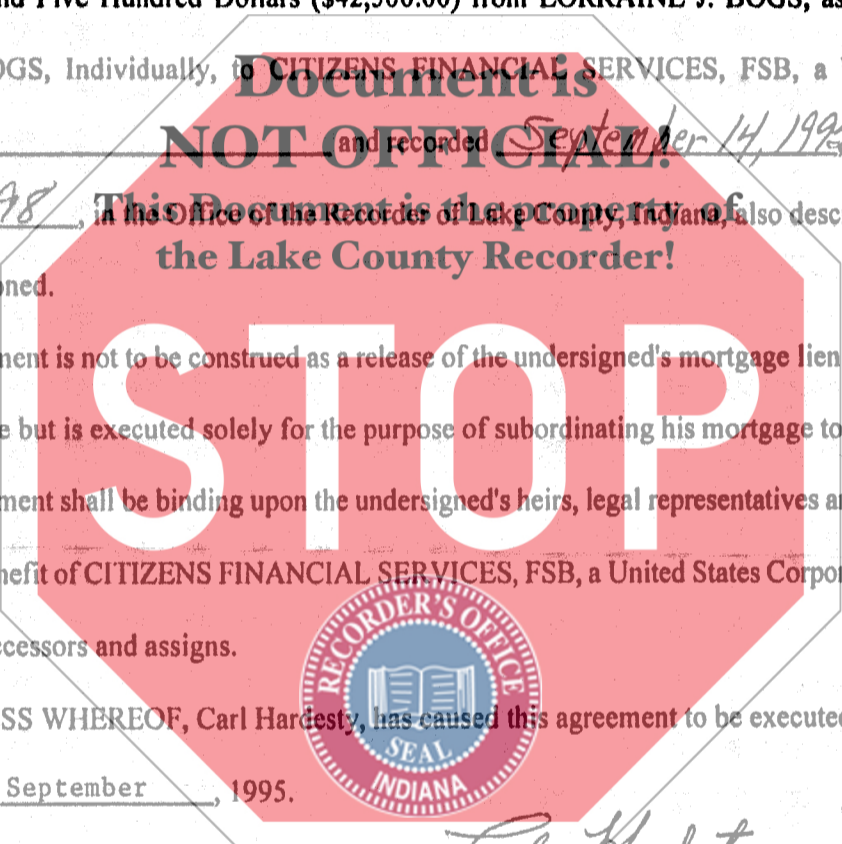 Five Hundred Dollars ($42,500.00) from LORRAINE J. BOGS, as
OGS, Individually, to CITIZENS FINANCIAL SERVICES, FSB, a
Document is
and recorded September 14, 1995
NOT OFFICIAL!
98, in the Office of the Recorder of Lake County, Indiana, also desc
This Document is the property of
the Lake County Recorder!
oned.
ment is not to be construed as a release of the undersigned's mortgage lien
STOP
e but is executed solely for the purpose of subordinating his mortgage to
ment shall be binding upon the undersigned's heirs, legal representatives a
nefit of CITIZENS FINANCIAL SERVICES, FSB, a United States Corpor
RECORDER'S OFFICE
ccessors and assigns.
SS WHEREOF, Carl Hardesty, has caused this agreement to be executed
SEAL
INDIANA
September, 1995.